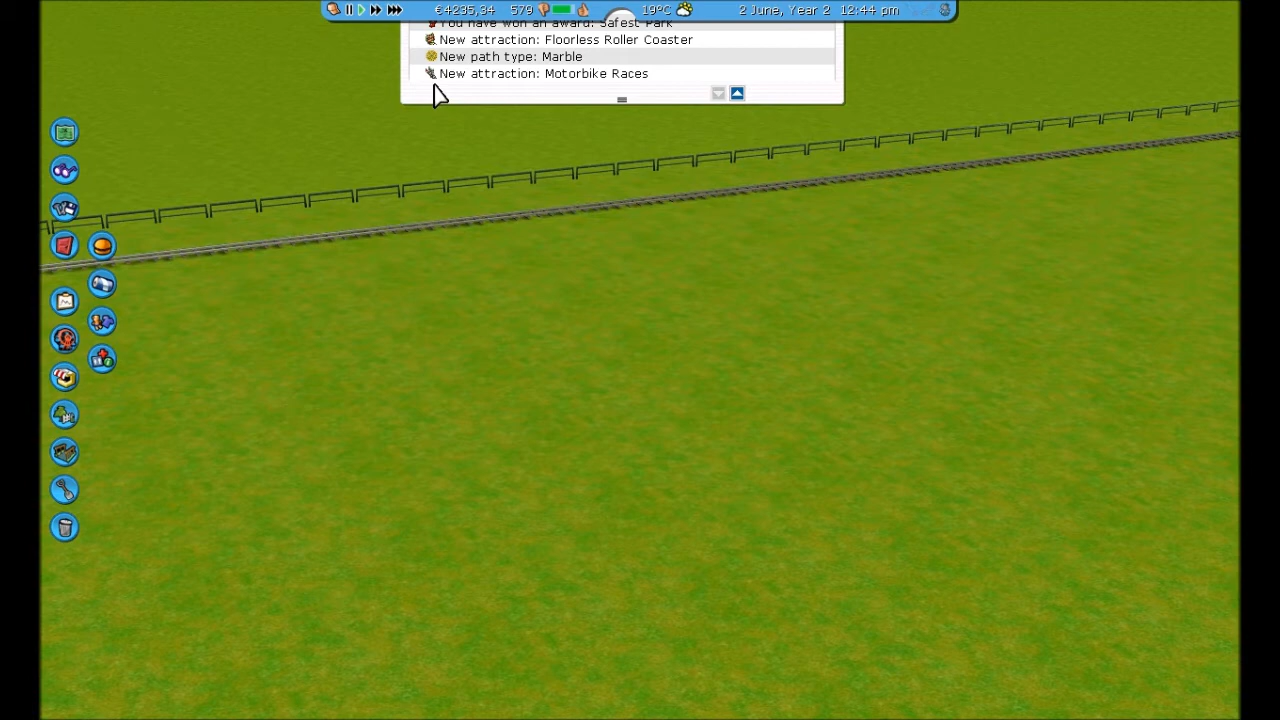 €4235,34 579 19°C 2 June, Year 2 12:44 pm
You have won an award: Safest Park
New attraction: Floorless Roller Coaster
New path type: Marble
New attraction: Motorbike Races